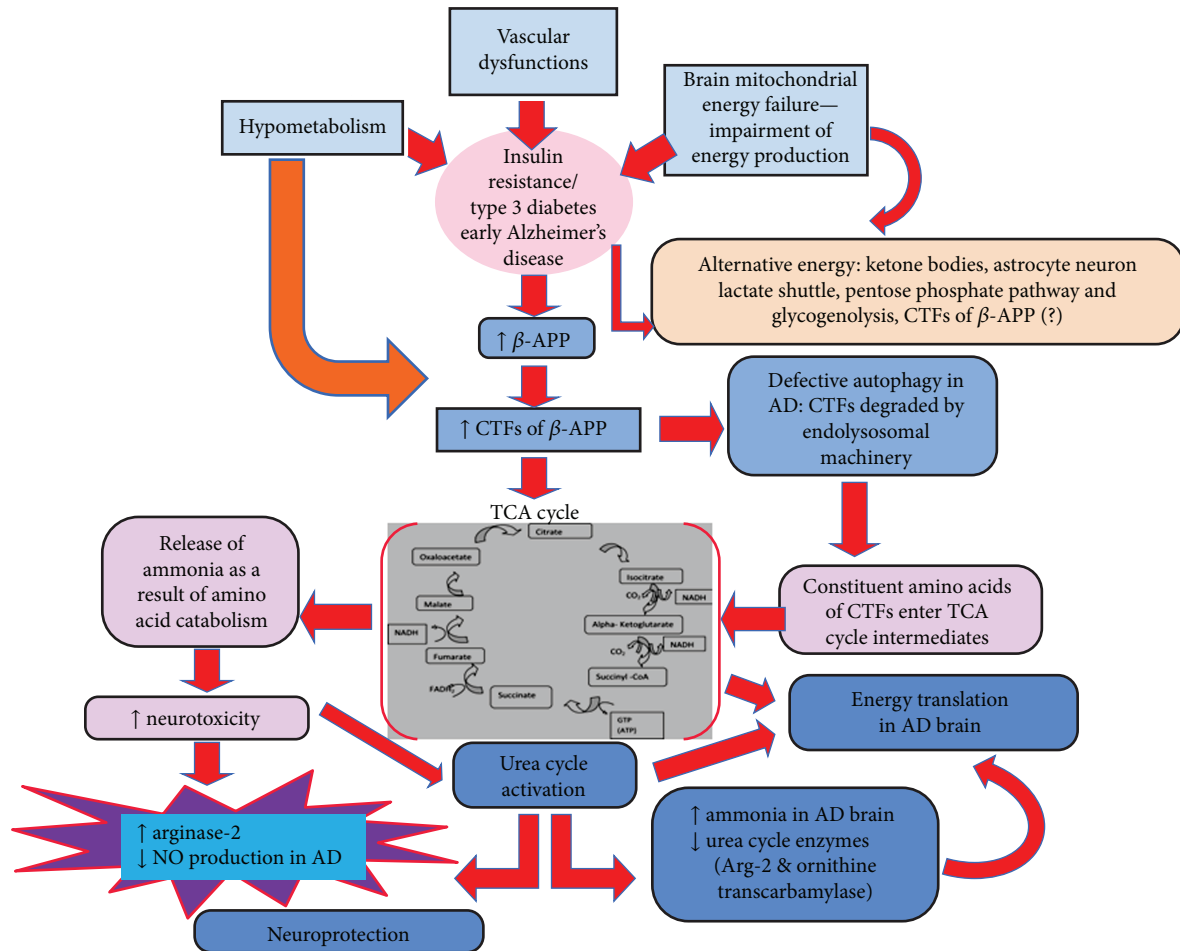 Vascular
dysfunctions
Brain mitochondrial
energy failure—
impairment of
energy production
Hypometabolism
Insulin
resistance/
type 3 diabetes
early Alzheimer's
disease
Alternative energy: ketone bodies, astrocyte neuron
lactate shuttle, pentose phosphate pathway and
glycogenolysis, CTFs of β-APP (?)
↑ β-APP
Defective autophagy in
AD: CTFs degraded by
endolysosomal
machinery
↑ CTFs of β-APP
TCA cycle
Citrate
Oxaloacetate
Isocitrate
CO₂
NADH
Malate
Alpha- Ketoglutarate
NADH
CO₂
NADH
Fumarate
Succinyl -CoA
FADH₂
Succinate
GTP
(ATP)
Release of
ammonia as a
result of amino
acid catabolism
Constituent amino acids
of CTFs enter TCA
cycle intermediates
↑ neurotoxicity
Energy translation
in AD brain
Urea cycle
activation
↑ arginase-2
↓ NO production in AD
↑ ammonia in AD brain
↓ urea cycle enzymes
(Arg-2 & ornithine
transcarbamylase)
Neuroprotection